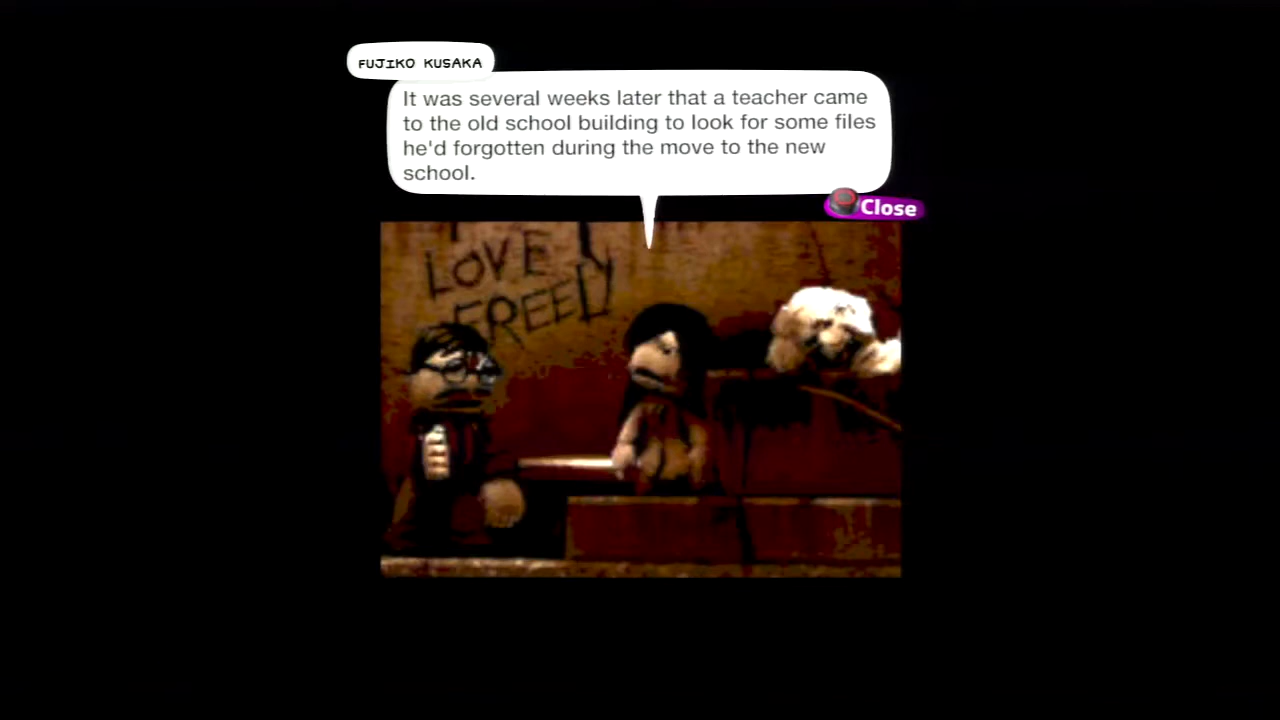 FUJIKO KUSAKA
It was several weeks later that a teacher came
to the old school building to look for some files
he'd forgotten during the move to the new
school.
Close
LOVE
FREELY